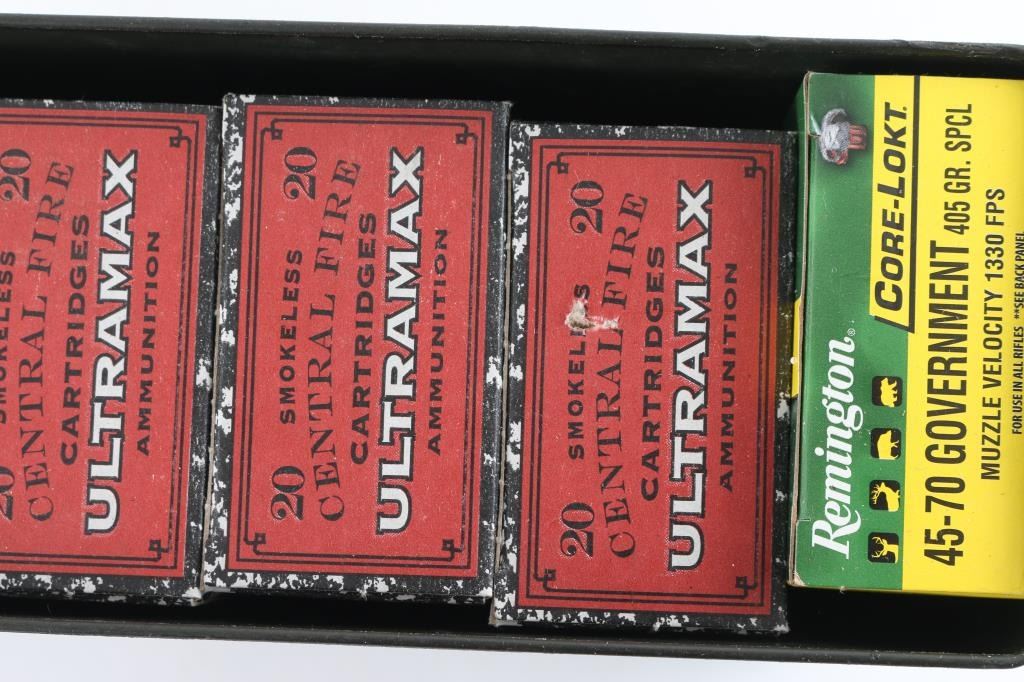 20 SMOKELESS 20
CENTRAL FIRE
CARTRIDGES
ULTRAMAX
AMMUNITION
20 SMOKELESS 20
CENTRAL FIRE
CARTRIDGES
ULTRAMAX
AMMUNITION
20 SMOKEL S 20
CENTRAL FIRE
CARTRIDGES
ULTRAMAX
AMMUNITION
Remington®
CORE-LOKT.
45-70 GOVERNMENT 405 GR. SPCL
MUZZLE VELOCITY 1330 FPS
FOR USE IN ALL RIFLES **SEE BACK PANEL